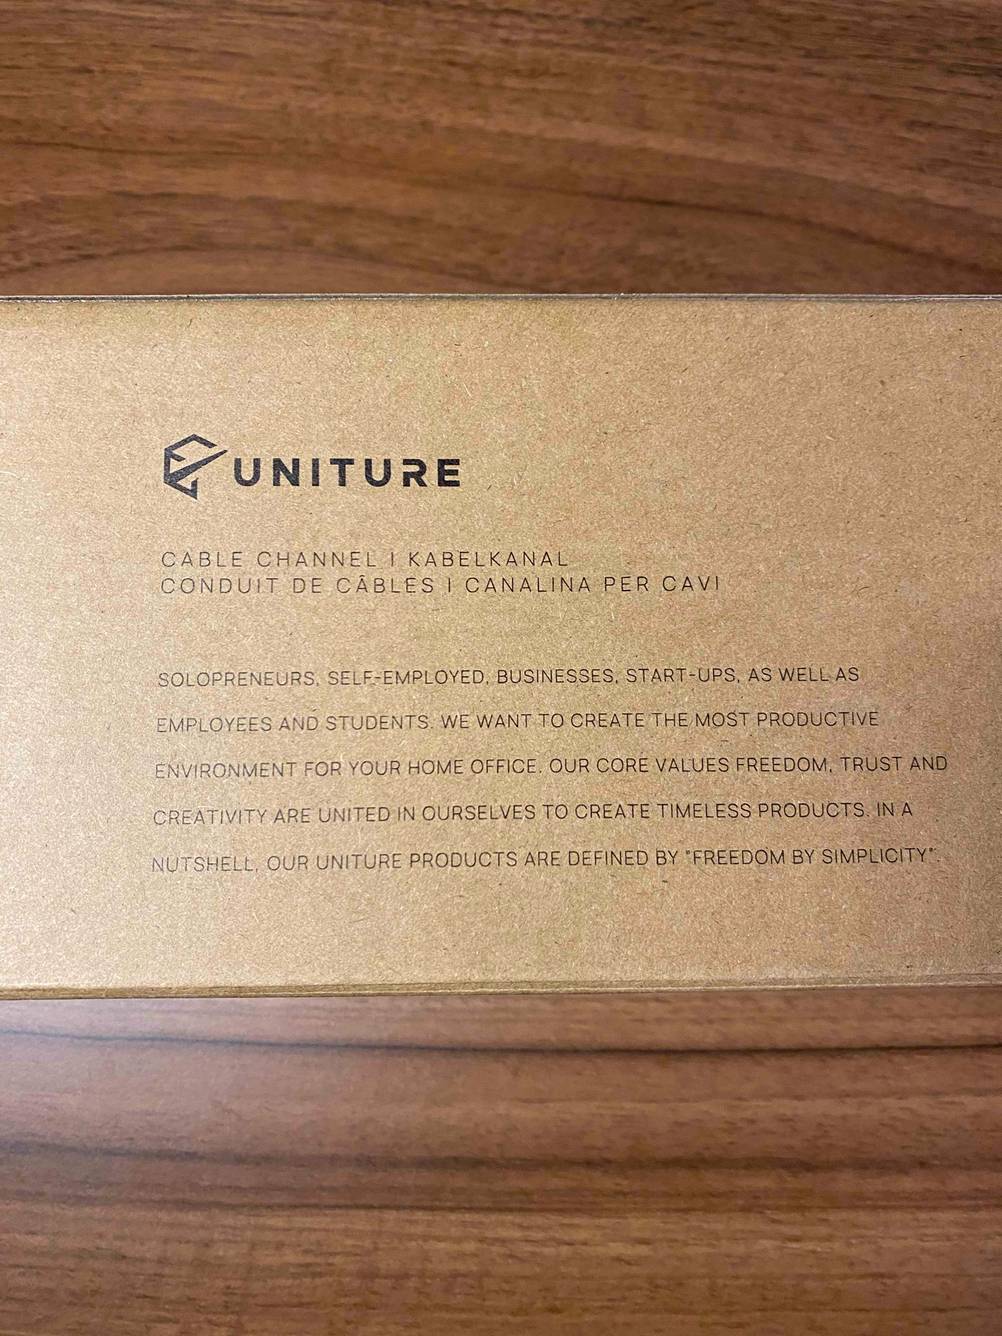 UNITURE
CABLE CHANNEL | KABELKANAL
CONDUIT DE CÂBLES | CANALINA PER CAVI
SOLOPRENEURS, SELF-EMPLOYED, BUSINESSES, START-UPS, AS WELL AS
EMPLOYEES AND STUDENTS. WE WANT TO CREATE THE MOST PRODUCTIVE
ENVIRONMENT FOR YOUR HOME OFFICE. OUR CORE VALUES FREEDOM, TRUST AND
CREATIVITY ARE UNITED IN OURSELVES TO CREATE TIMELESS PRODUCTS. IN A
NUTSHELL, OUR UNITURE PRODUCTS ARE DEFINED BY "FREEDOM BY SIMPLICITY".